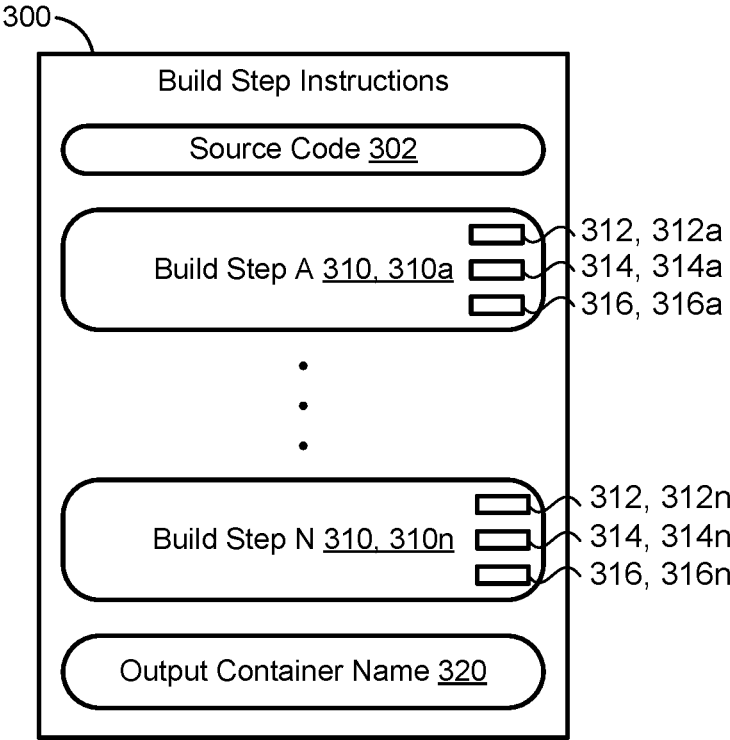 300
Build Step Instructions
Source Code 302
312, 312a
Build Step A 310, 310a
314, 314a
316, 316a
312, 312n
Build Step N 310, 310n
314, 314n
316, 316n
Output Container Name 320